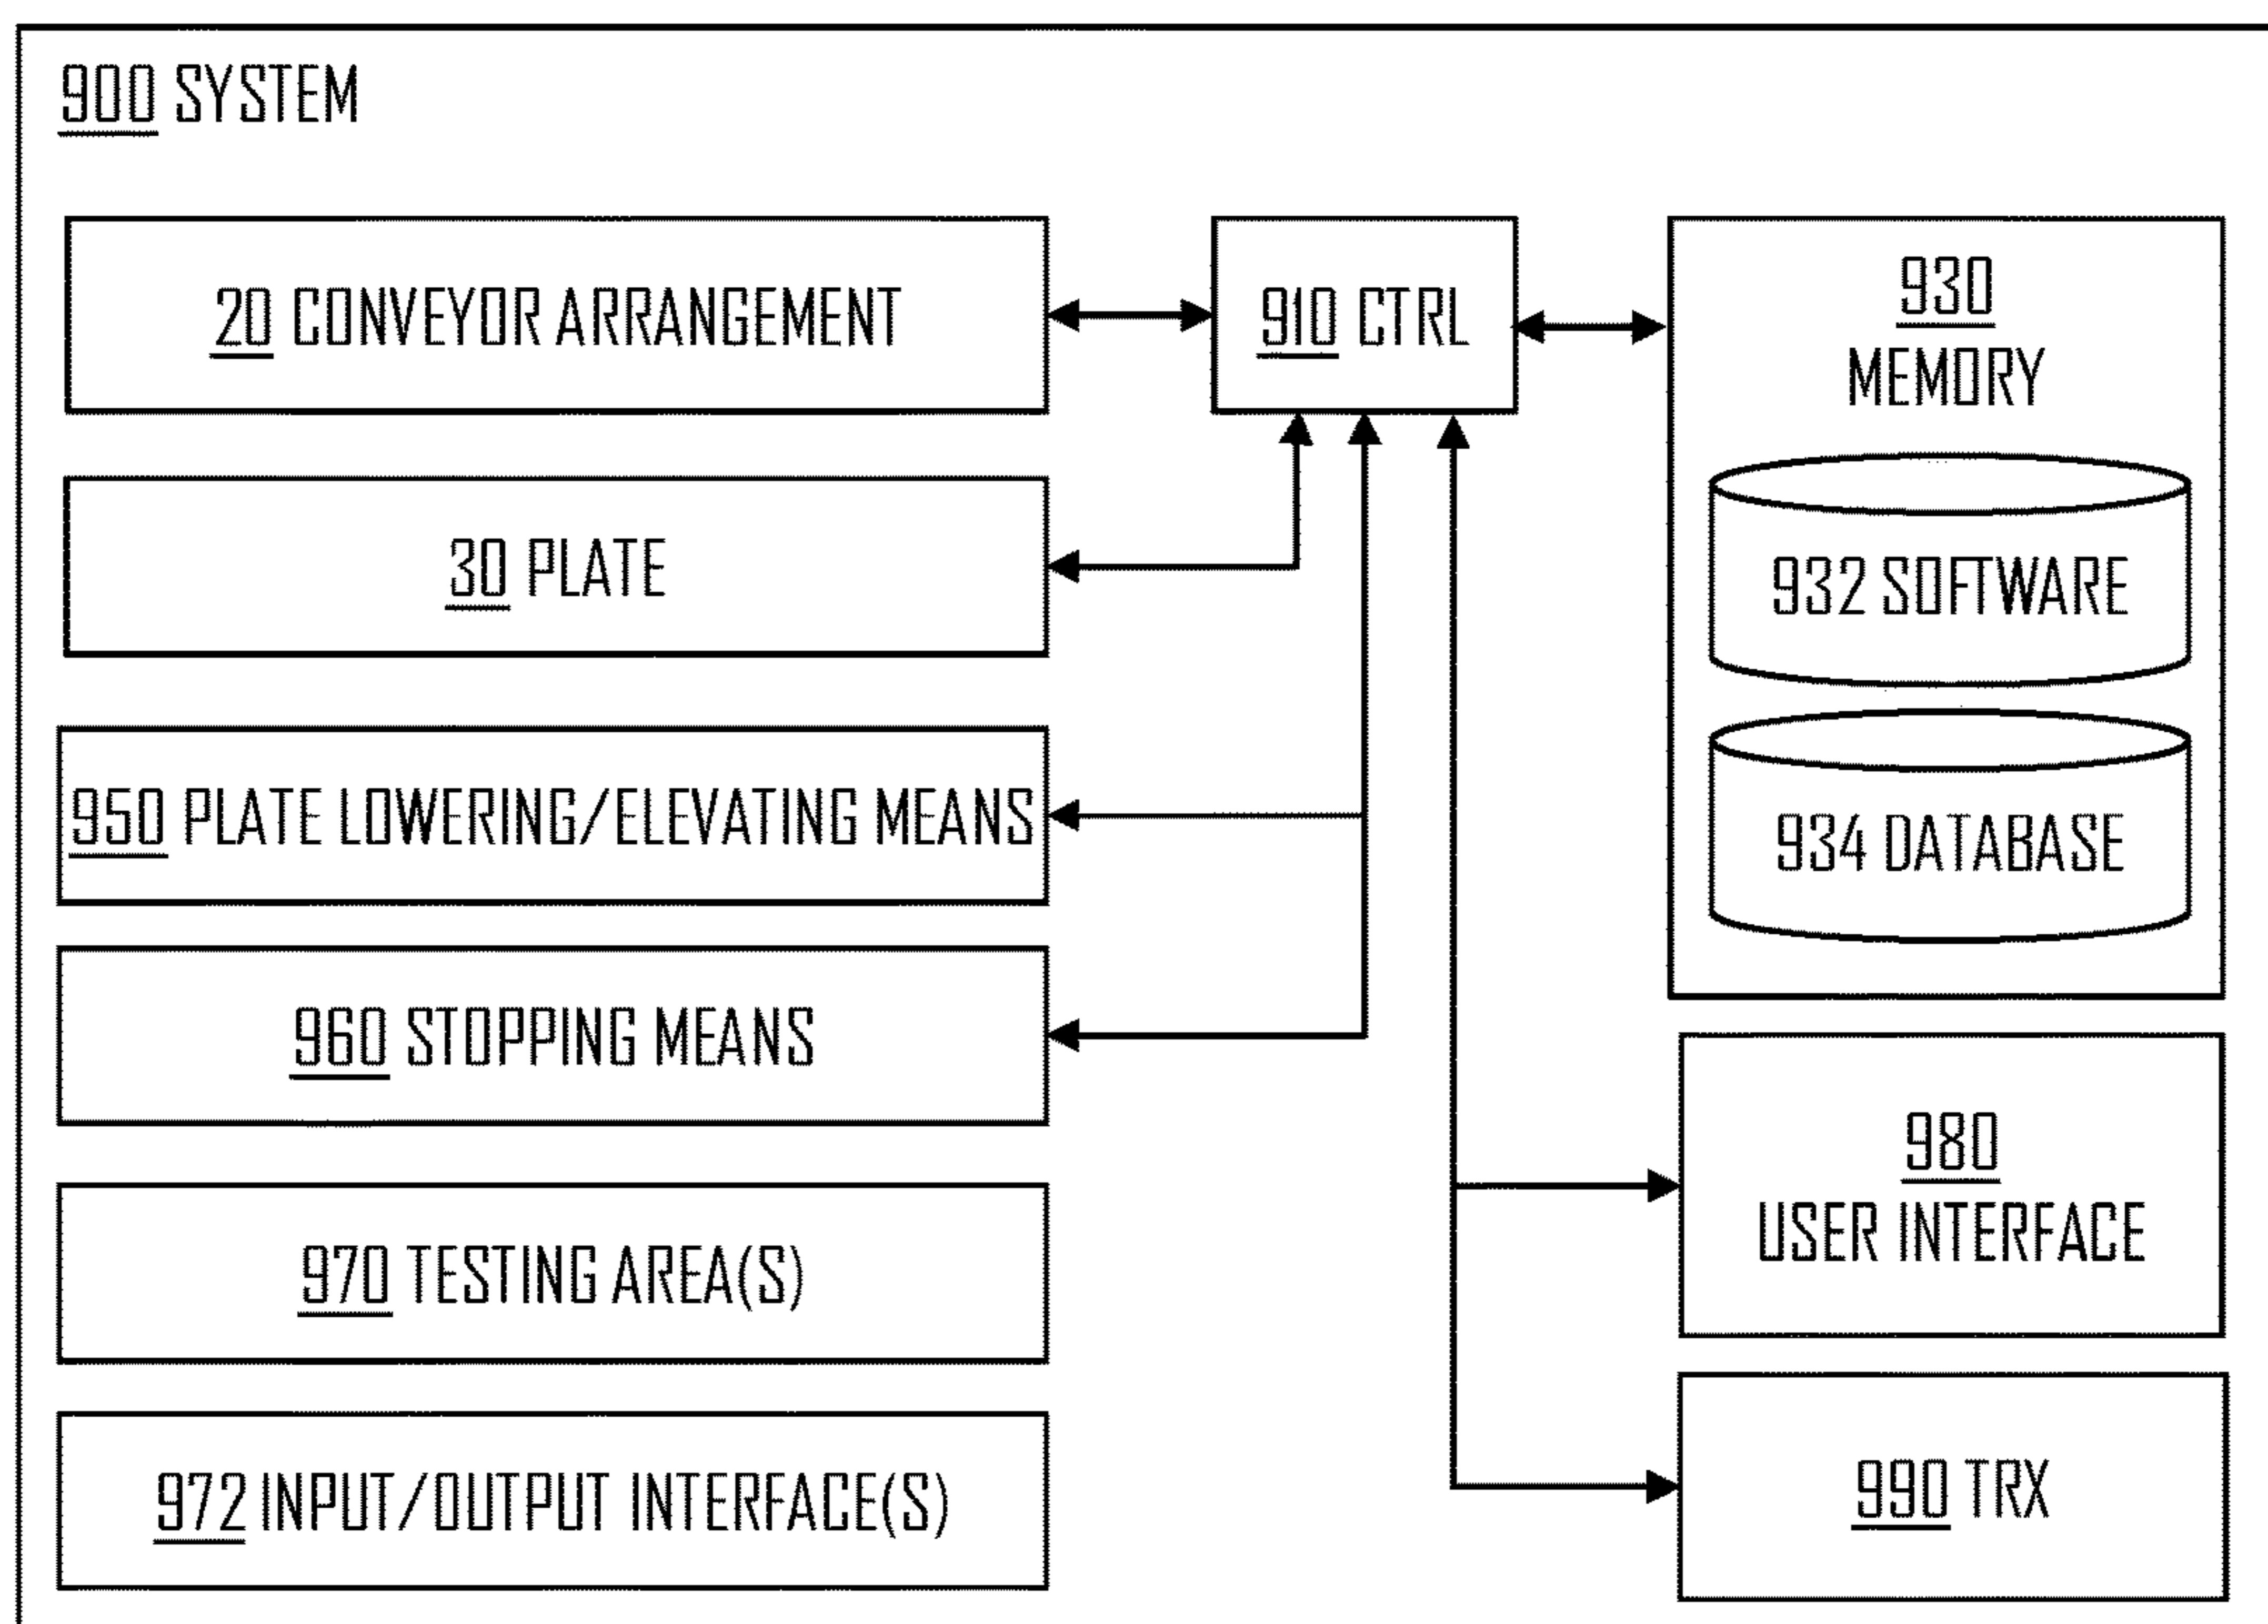 900 SYSTEM
20 CONVEYOR ARRANGEMENT
910 CTRL
930
MEMORY
932 SOFTWARE
934 DATABASE
30 PLATE
950 PLATE LOWERING/ELEVATING MEANS
960 STOPPING MEANS
970 TESTING AREA(S)
972 INPUT/OUTPUT INTERFACE(S)
980
USER INTERFACE
990 TRX